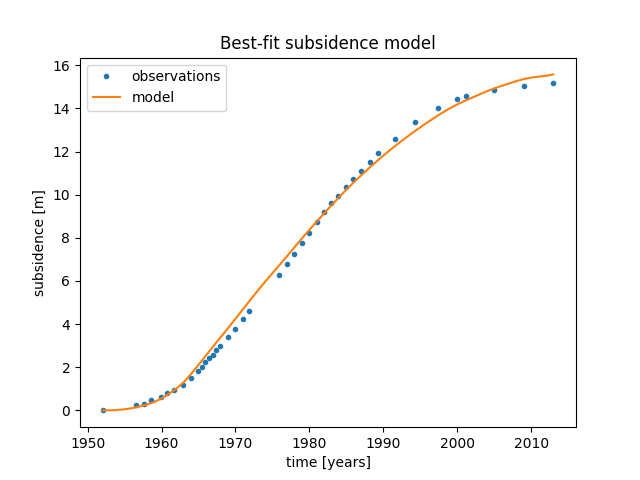 Best-fit subsidence model
observations
model
16
14
12
10
8
6
4
2
0
subsidence [m]
1950 1960 1970 1980 1990 2000 2010
time [years]